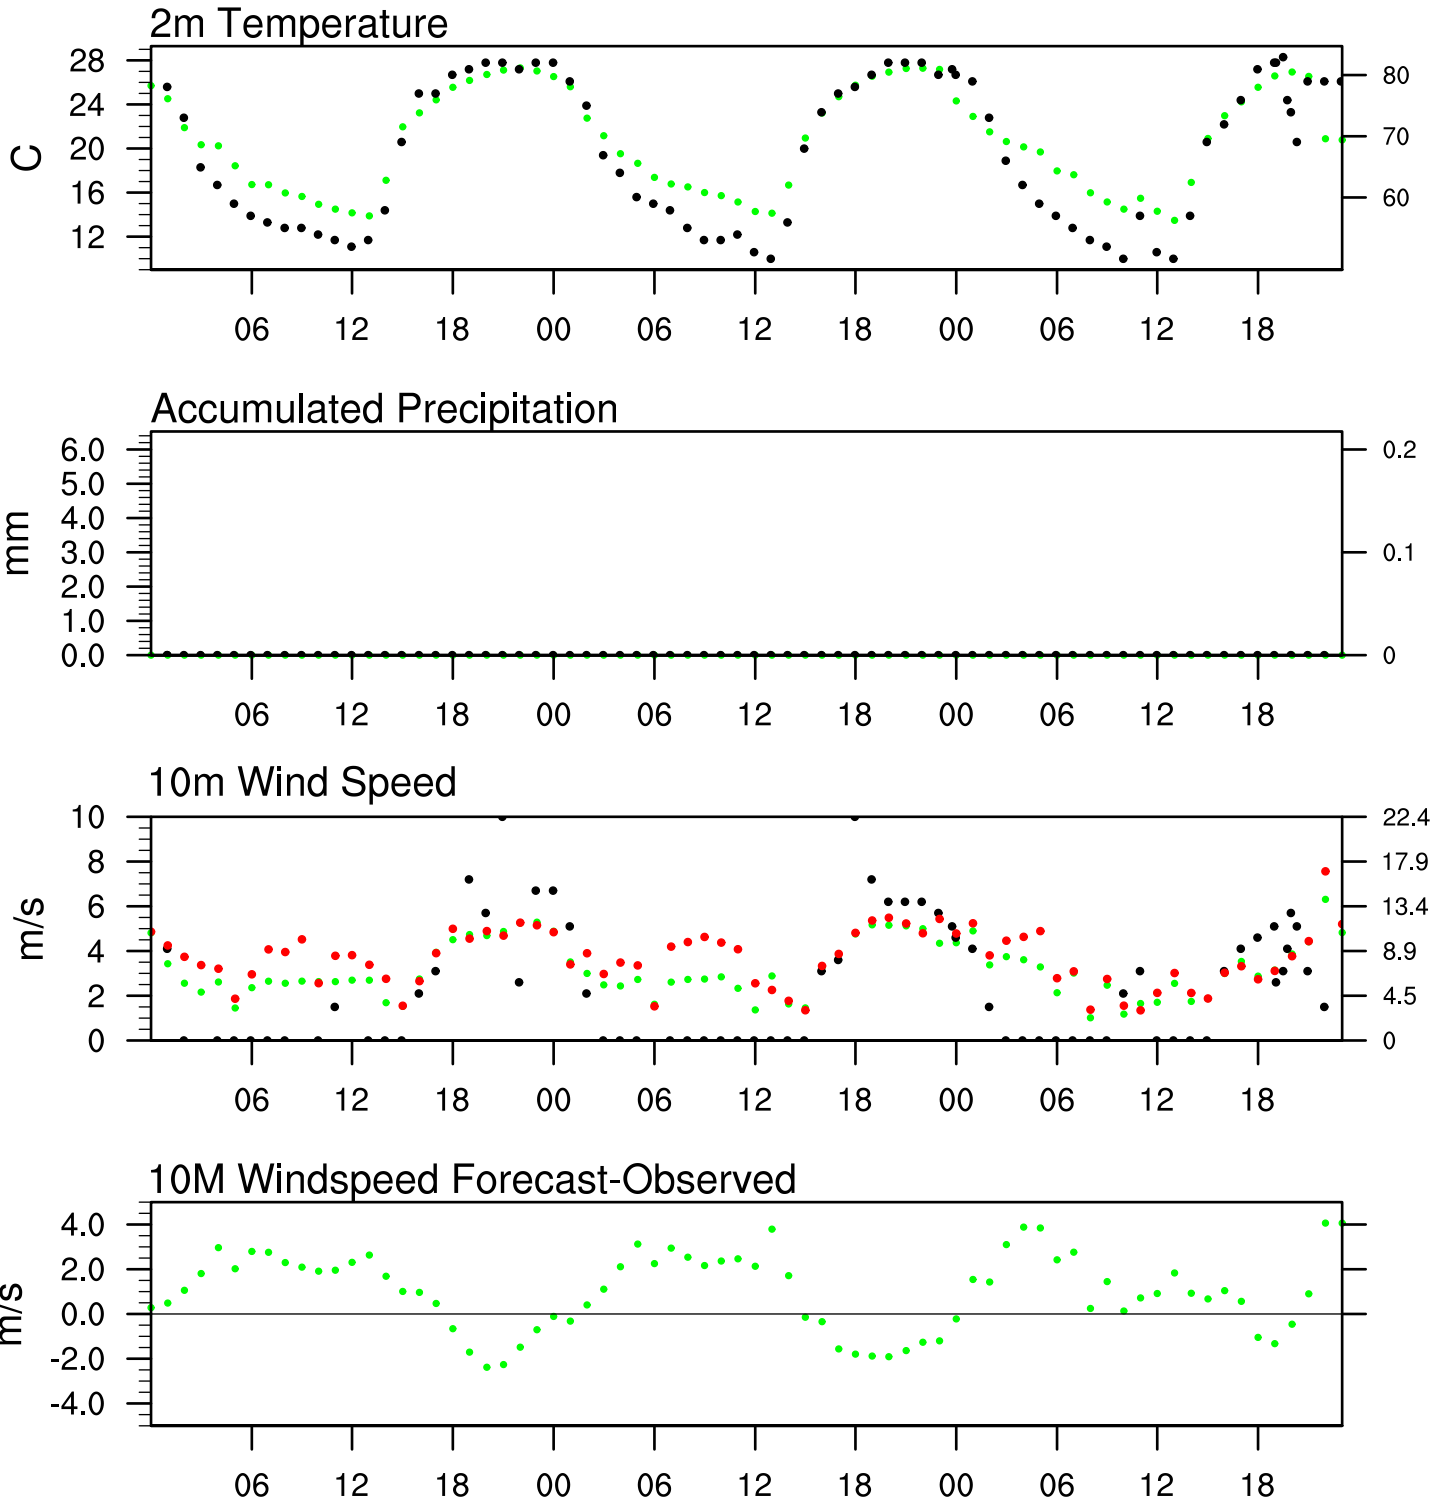 2m Temperature
28
24
20
16
12
C
80
70
60
06 12 18 00 06 12 18 00 06 12 18
Accumulated Precipitation
6.0
5.0
4.0
3.0
2.0
1.0
0.0
mm
0.2
0.1
0
06 12 18 00 06 12 18 00 06 12 18
10m Wind Speed
10
8
6
4
2
0
m/s
22.4
17.9
13.4
8.9
4.5
0
06 12 18 00 06 12 18 00 06 12 18
10M Windspeed Forecast-Observed
4.0
2.0
0.0
-2.0
-4.0
m/s
06 12 18 00 06 12 18 00 06 12 18